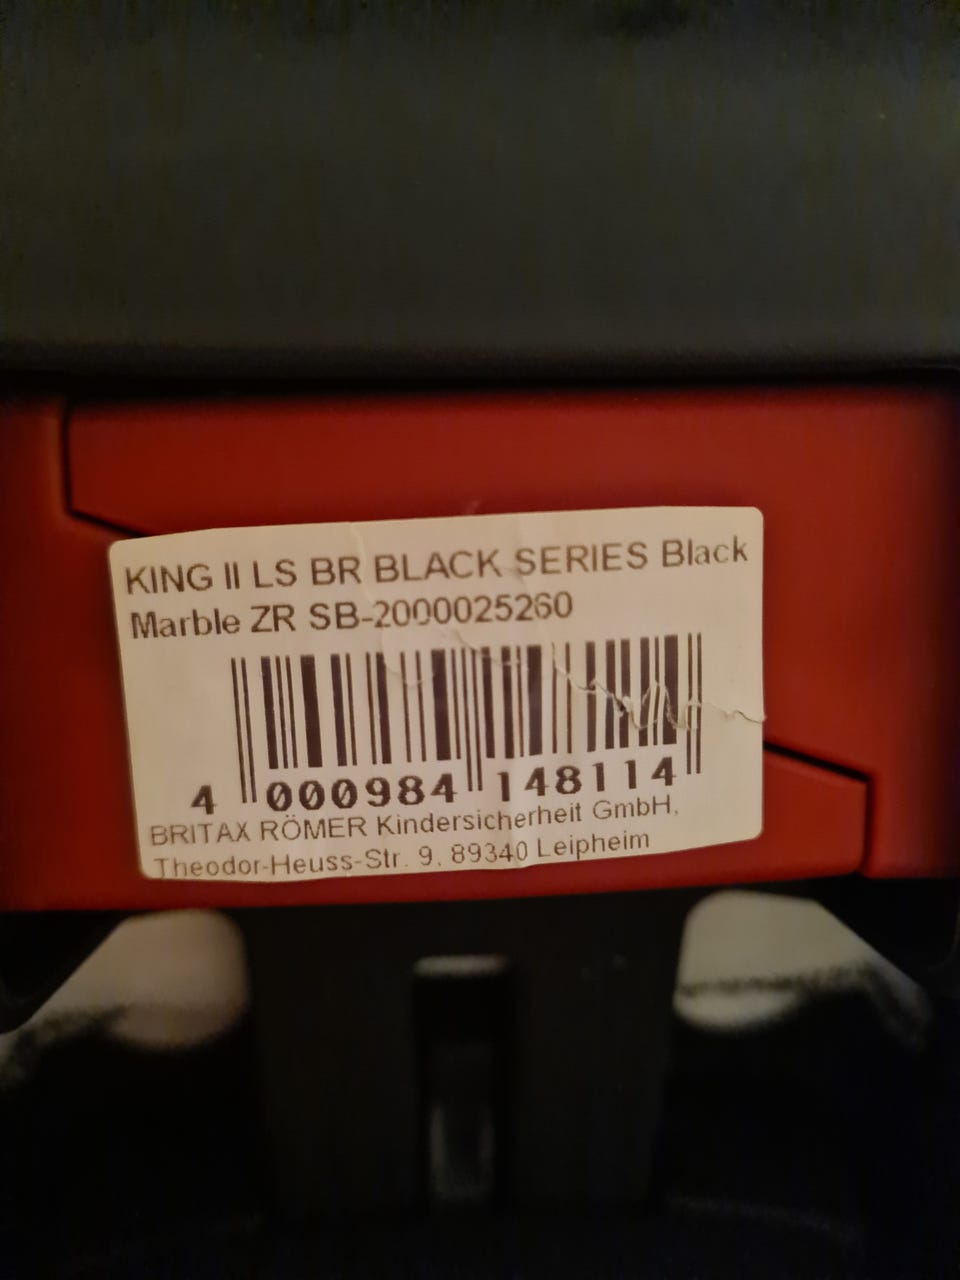 KING II LS BR BLACK SERIES Black
Marble ZR SB-2000025260
4 000984 148114
BRITAX RÖMER Kindersicherheit GmbH,
Theodor-Heuss-Str. 9, 89340 Leipheim